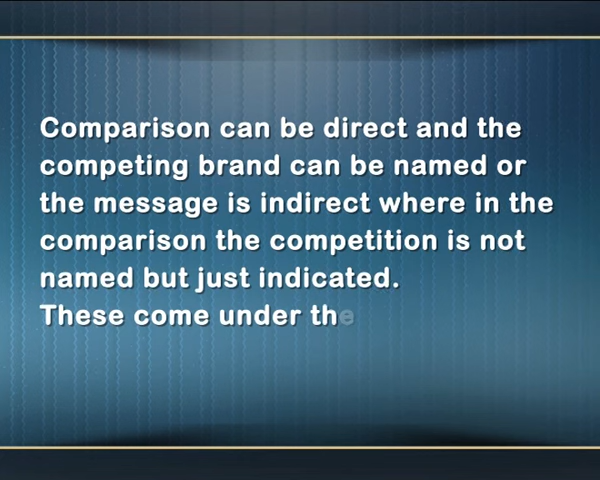 Comparison can be direct and the
competing brand can be named or
the message is indirect where in the
comparison the competition is not
named but just indicated.
These come under the